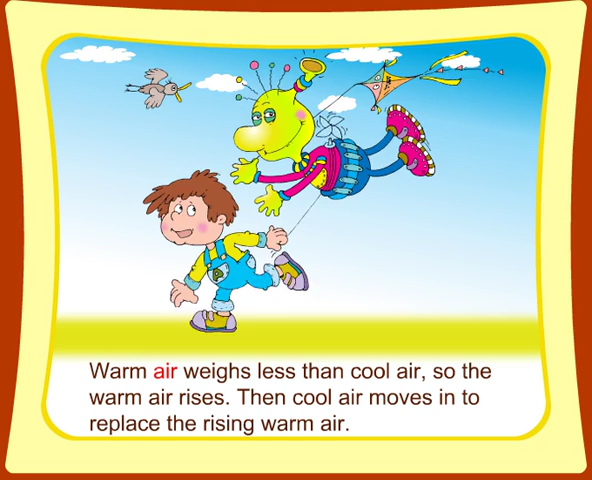 Warm air weighs less than cool air, so the
warm air rises. Then cool air moves in to
replace the rising warm air.